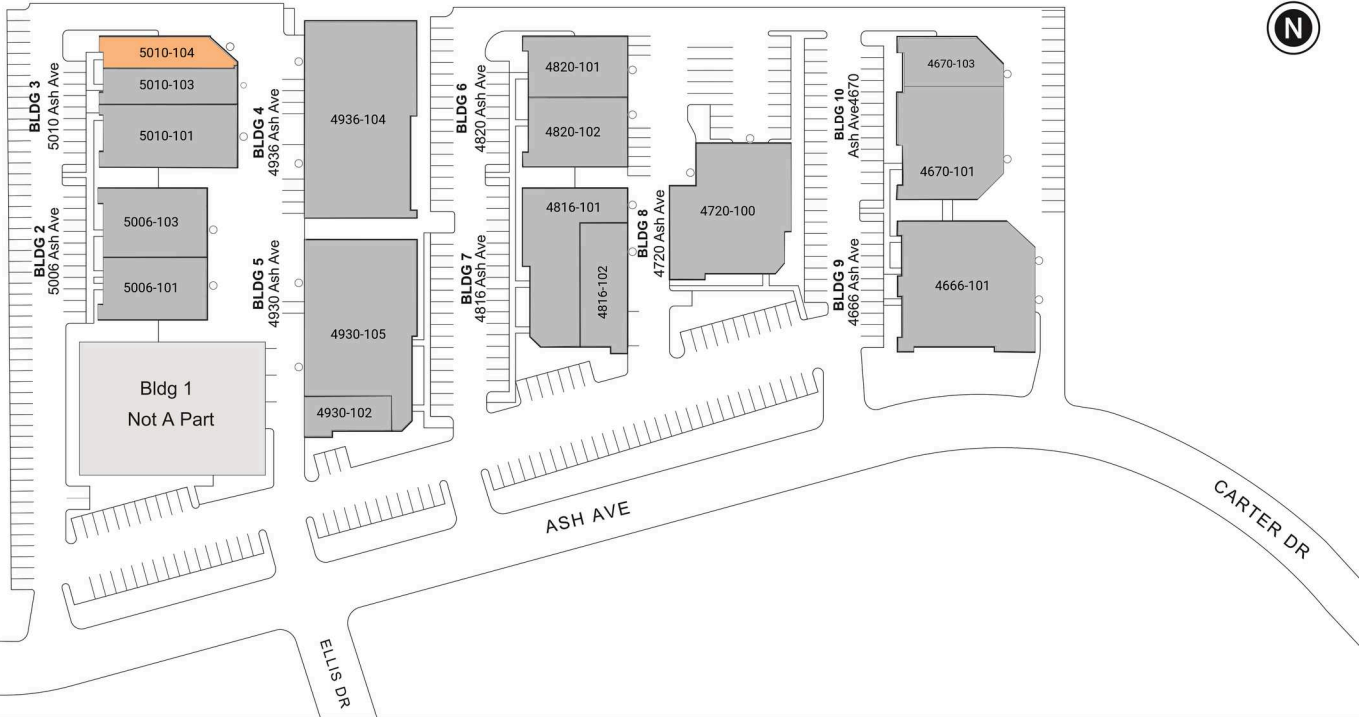 N
BLDG 3
5010 Ash Ave
5010-104
5010-103
5010-101
BLDG 2
5006 Ash Ave
5006-103
5006-101
Bldg 1
Not A Part
BLDG 4
4936 Ash Ave
4936-104
BLDG 5
4930 Ash Ave
4930-105
4930-102
BLDG 6
4820 Ash Ave
4820-101
4820-102
BLDG 7
4816 Ash Ave
4816-101
4816-102
BLDG 8
4720 Ash Ave
4720-100
BLDG 10
Ash Ave4670
4670-103
4670-101
BLDG 9
4666 Ash Ave
4666-101
ASH AVE
CARTER DR
ELLIS DR